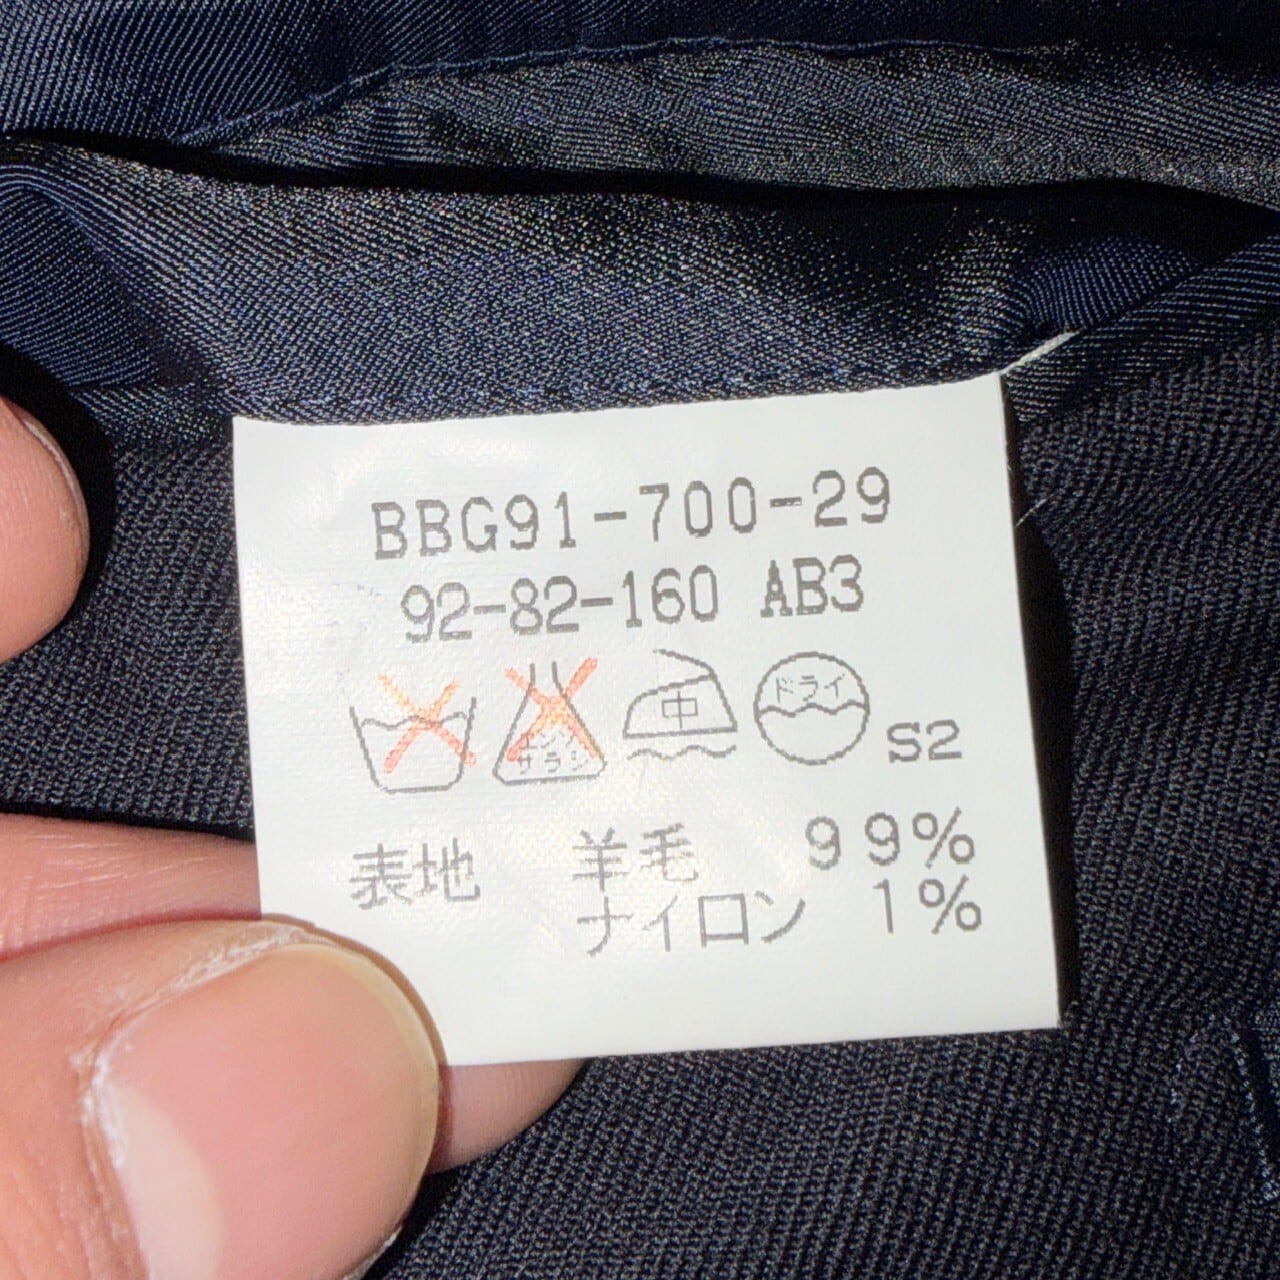 BBG91-700-29
92-82-160 AB3
エンソ
サラシ
中
ドライ
S2
表地 羊毛 99%
ナイロン 1%